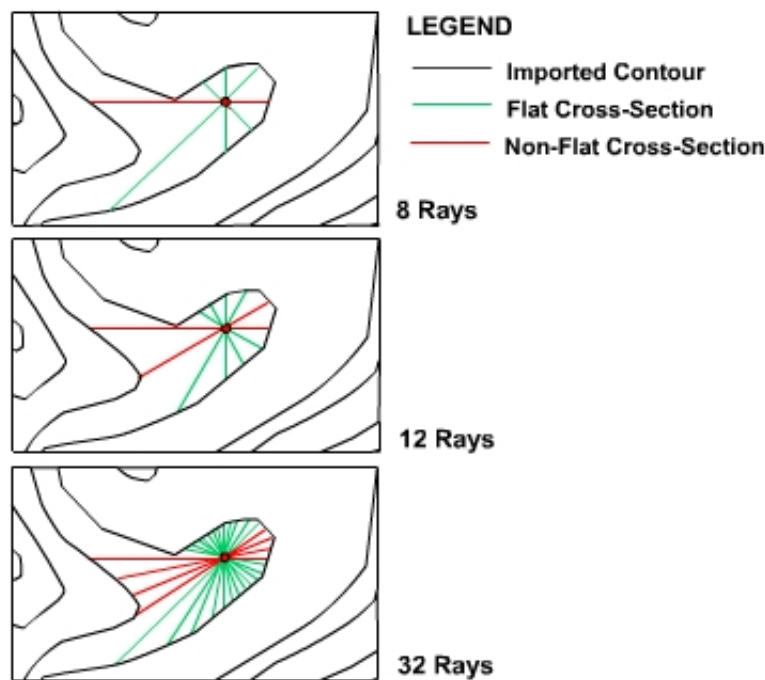 LEGEND
Imported Contour
Flat Cross-Section
Non-Flat Cross-Section
8 Rays
12 Rays
32 Rays